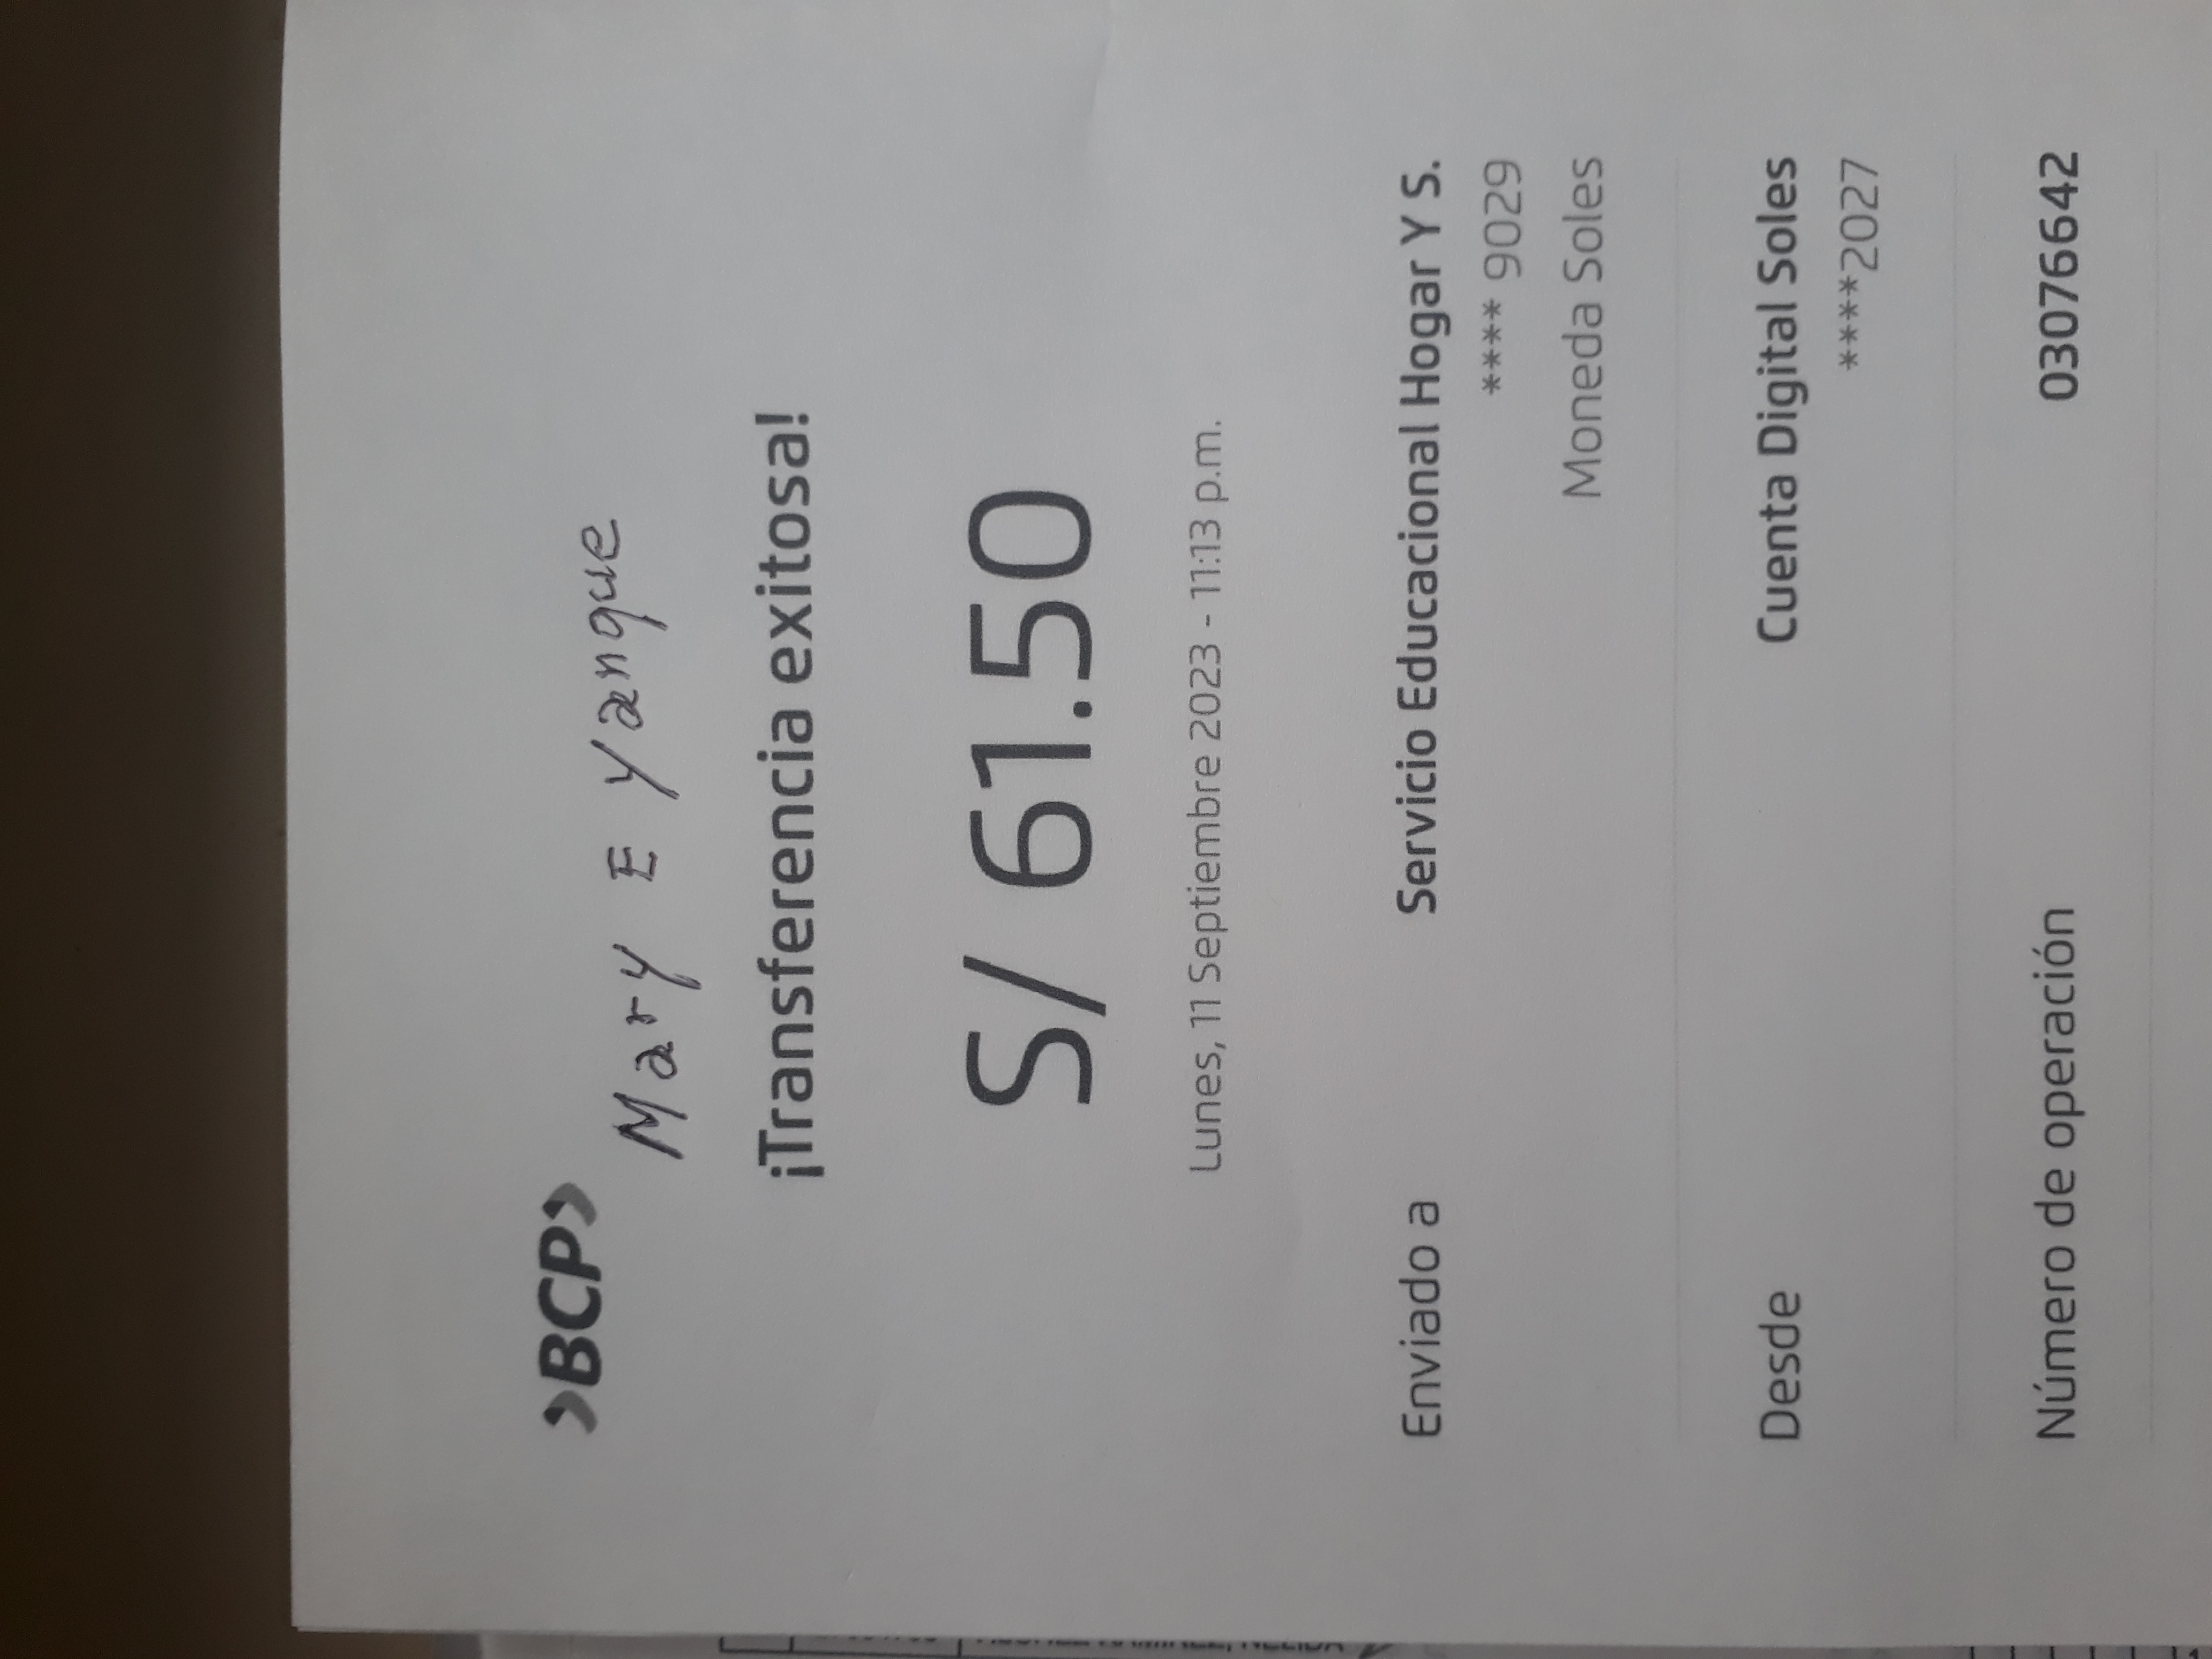 BCP
Mary E Yanque
¡Transferencia exitosa!
S/ 61.50
Lunes, 11 Septiembre 2023 - 11:13 p.m.
Enviado a Servicio Educacional Hogar Y S.
**** 9029
Moneda Soles
Desde Cuenta Digital Soles
****2027
Número de operación 03076642